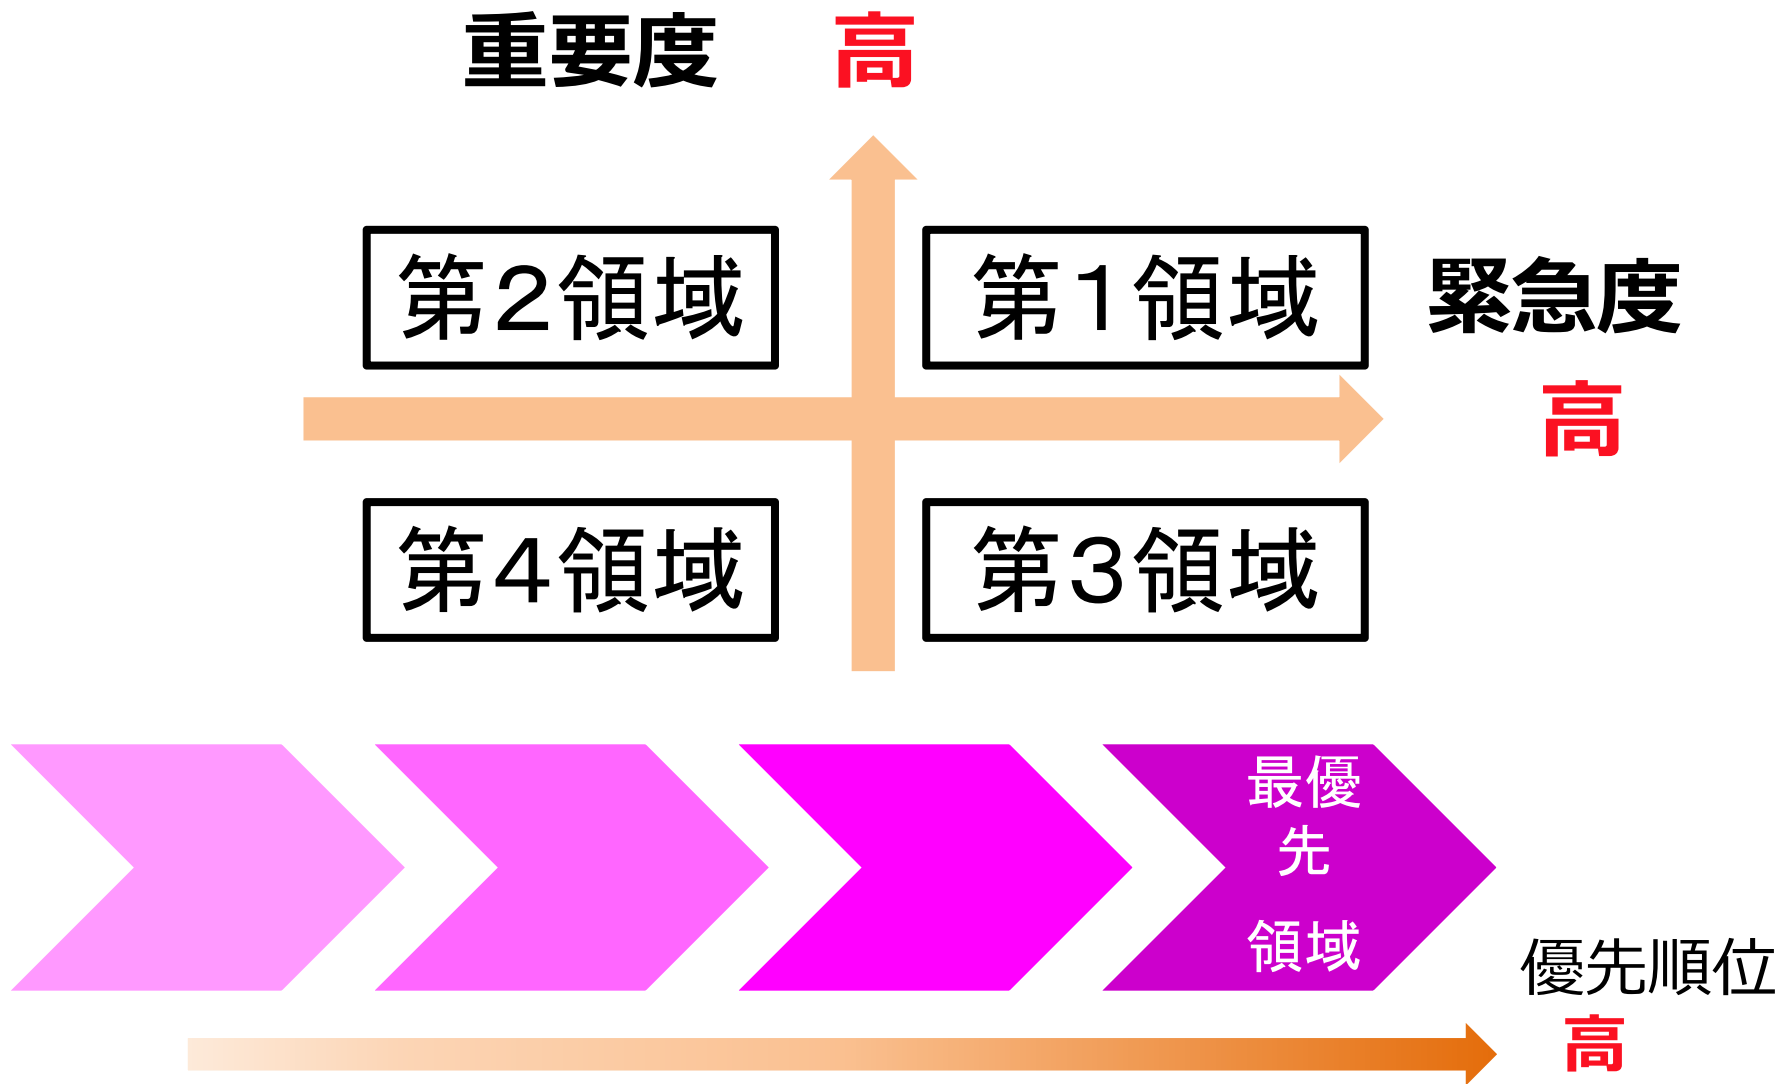 重要度 高
第2領域
第1領域
緊急度
高
第4領域
第3領域
最優
先
領域
優先順位
高